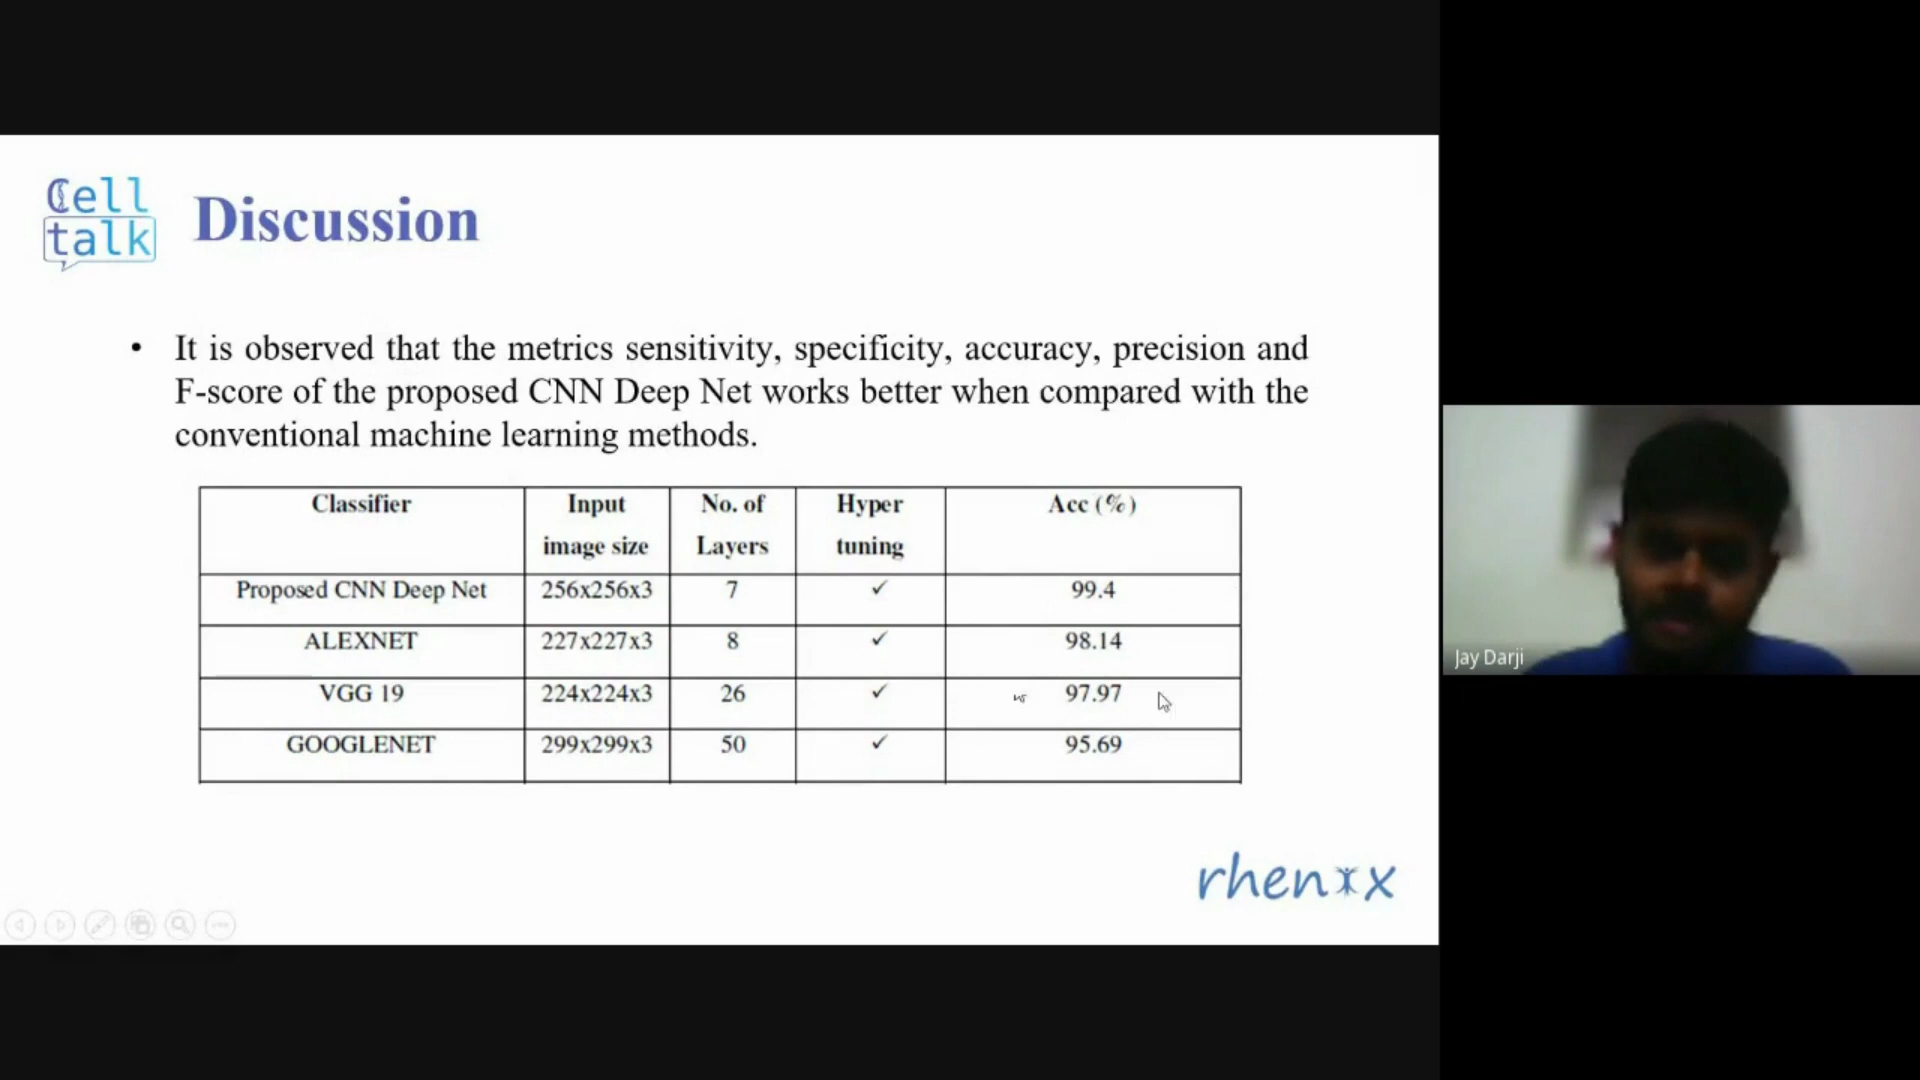 Cell
talk
Discussion
• It is observed that the metrics sensitivity, specificity, accuracy, precision and
F-score of the proposed CNN Deep Net works better when compared with the
conventional machine learning methods.
Classifier Input image size No. of Layers Hyper tuning Acc (%)
Proposed CNN Deep Net 256x256x3 7 ✓ 99.4
ALEXNET 227x227x3 8 ✓ 98.14
VGG 19 224x224x3 26 ✓ 97.97
GOOGLENET 299x299x3 50 ✓ 95.69
rhenix
Jay Darji